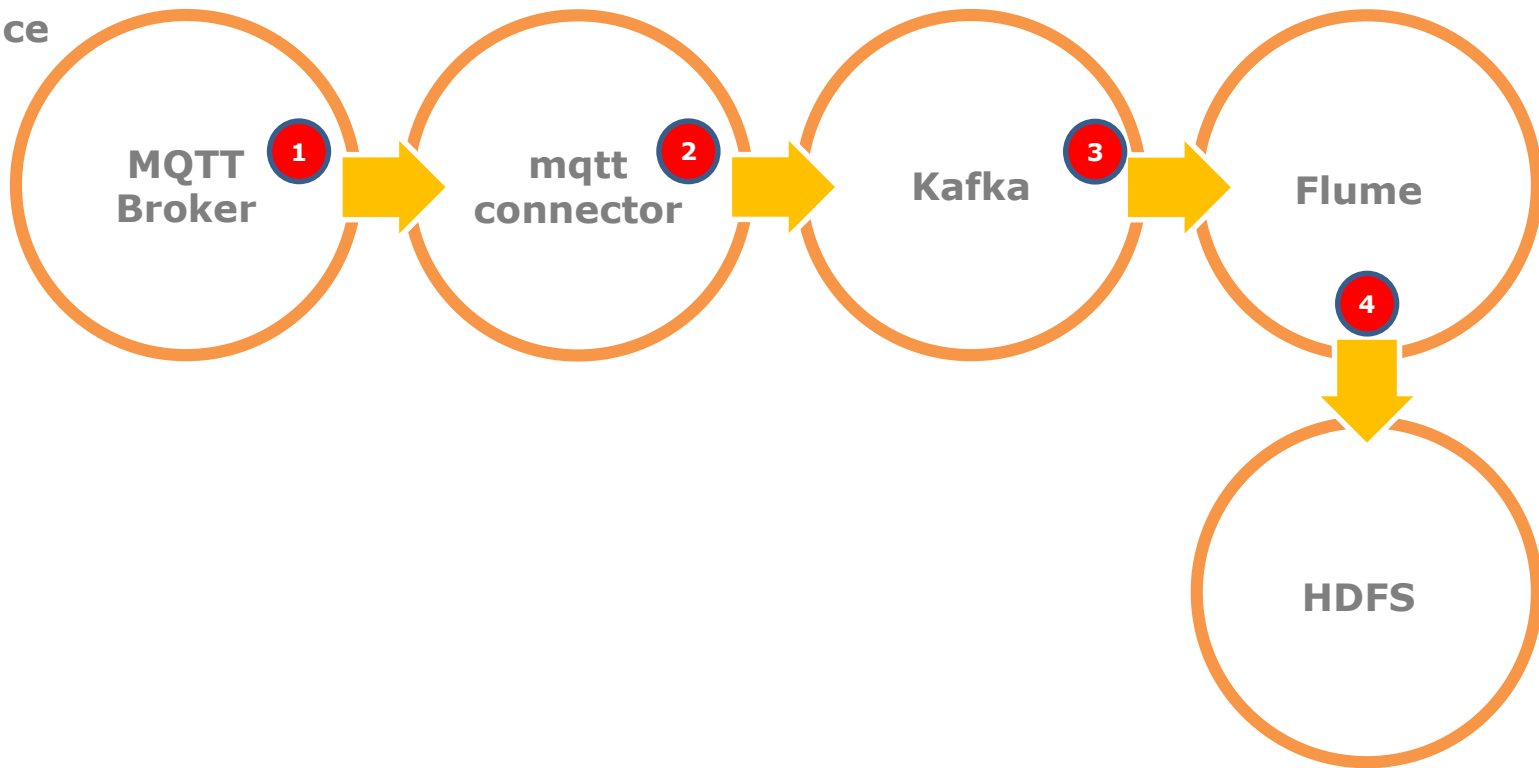 ce
MQTT
Broker
1
mqtt
connector
2
Kafka
3
Flume
4
HDFS